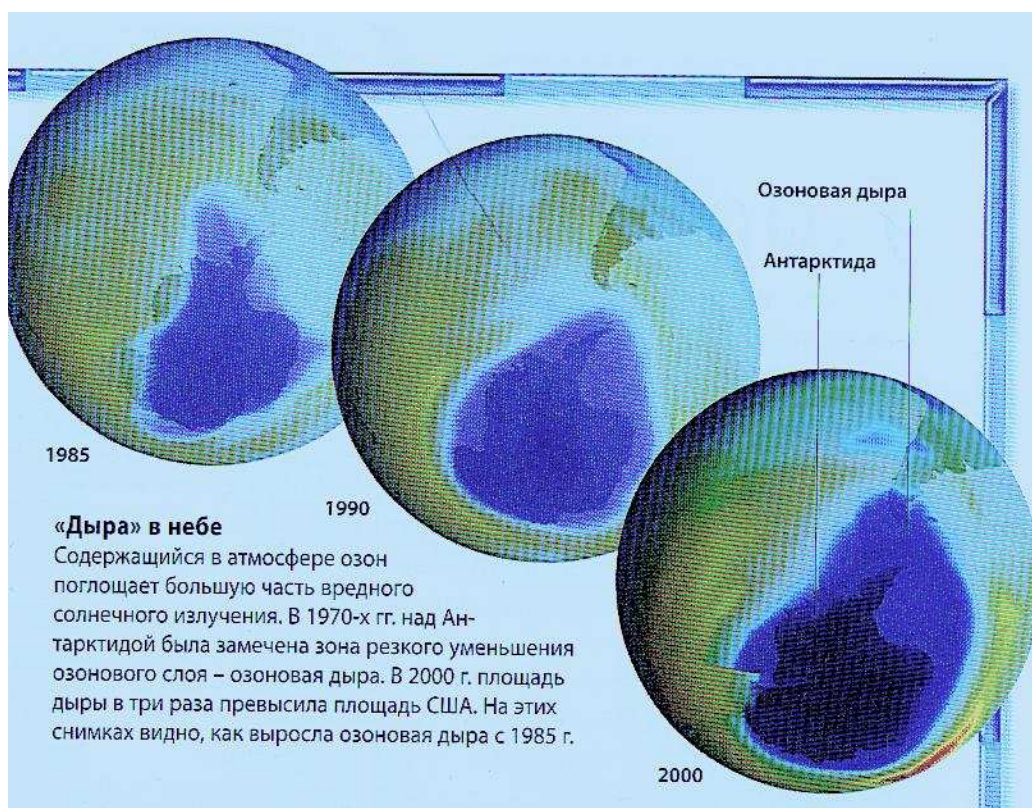 Озоновая дыра
Антарктида
1985
1990
«Дыра» в небе
Содержащийся в атмосфере озон
поглощает большую часть вредного
солнечного излучения. В 1970-х гг. над Ан-
тарктидой была замечена зона резкого уменьшения
озонового слоя – озоновая дыра. В 2000 г. площадь
дыры в три раза превысила площадь США. На этих
снимках видно, как выросла озоновая дыра с 1985 г.
2000